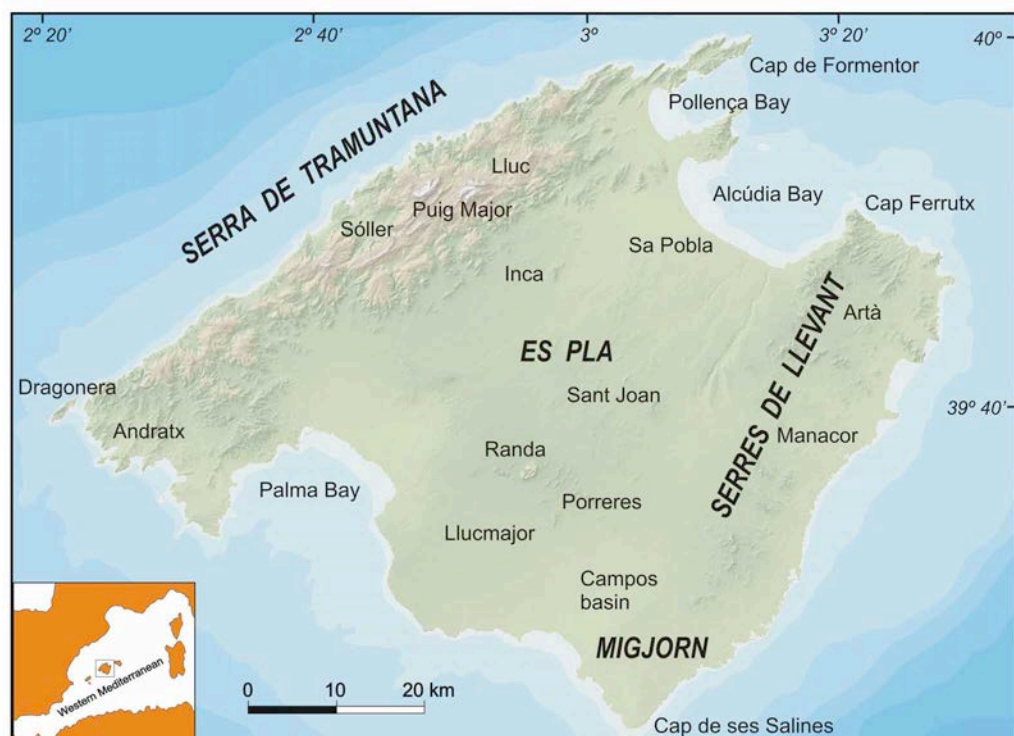 2º 20’
2º 40’
3º
3º 20’
40º
Cap de Formentor
Pollença Bay
SERRA DE TRAMUNTANA
Lluc
Alcúdia Bay
Cap Ferrutx
Puig Major
Sóller
Sa Pobla
Inca
SERRES DE LLEVANT
Artà
ES PLA
Dragonera
Sant Joan
39º 40’
Andratx
Manacor
Randa
Palma Bay
Porreres
Llucmajor
Campos
basin
MIGJORN
Western Mediterranean
0 10 20 km
Cap de ses Salines